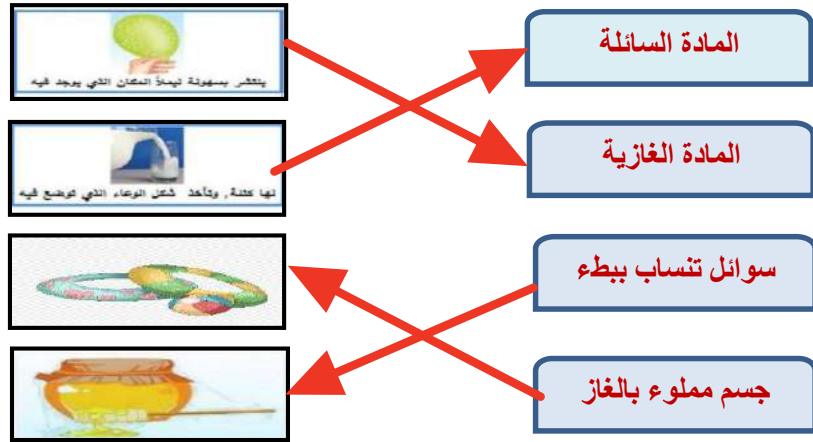 المادة السائلة
ينتشر بسهولة ليملأ المكان الذي يوجد فيه
المادة الغازية
لها كتلة, وتأخذ شكل الوعاء الذي توضع فيه
سوائل تنساب ببطء
جسم مملوء بالغاز